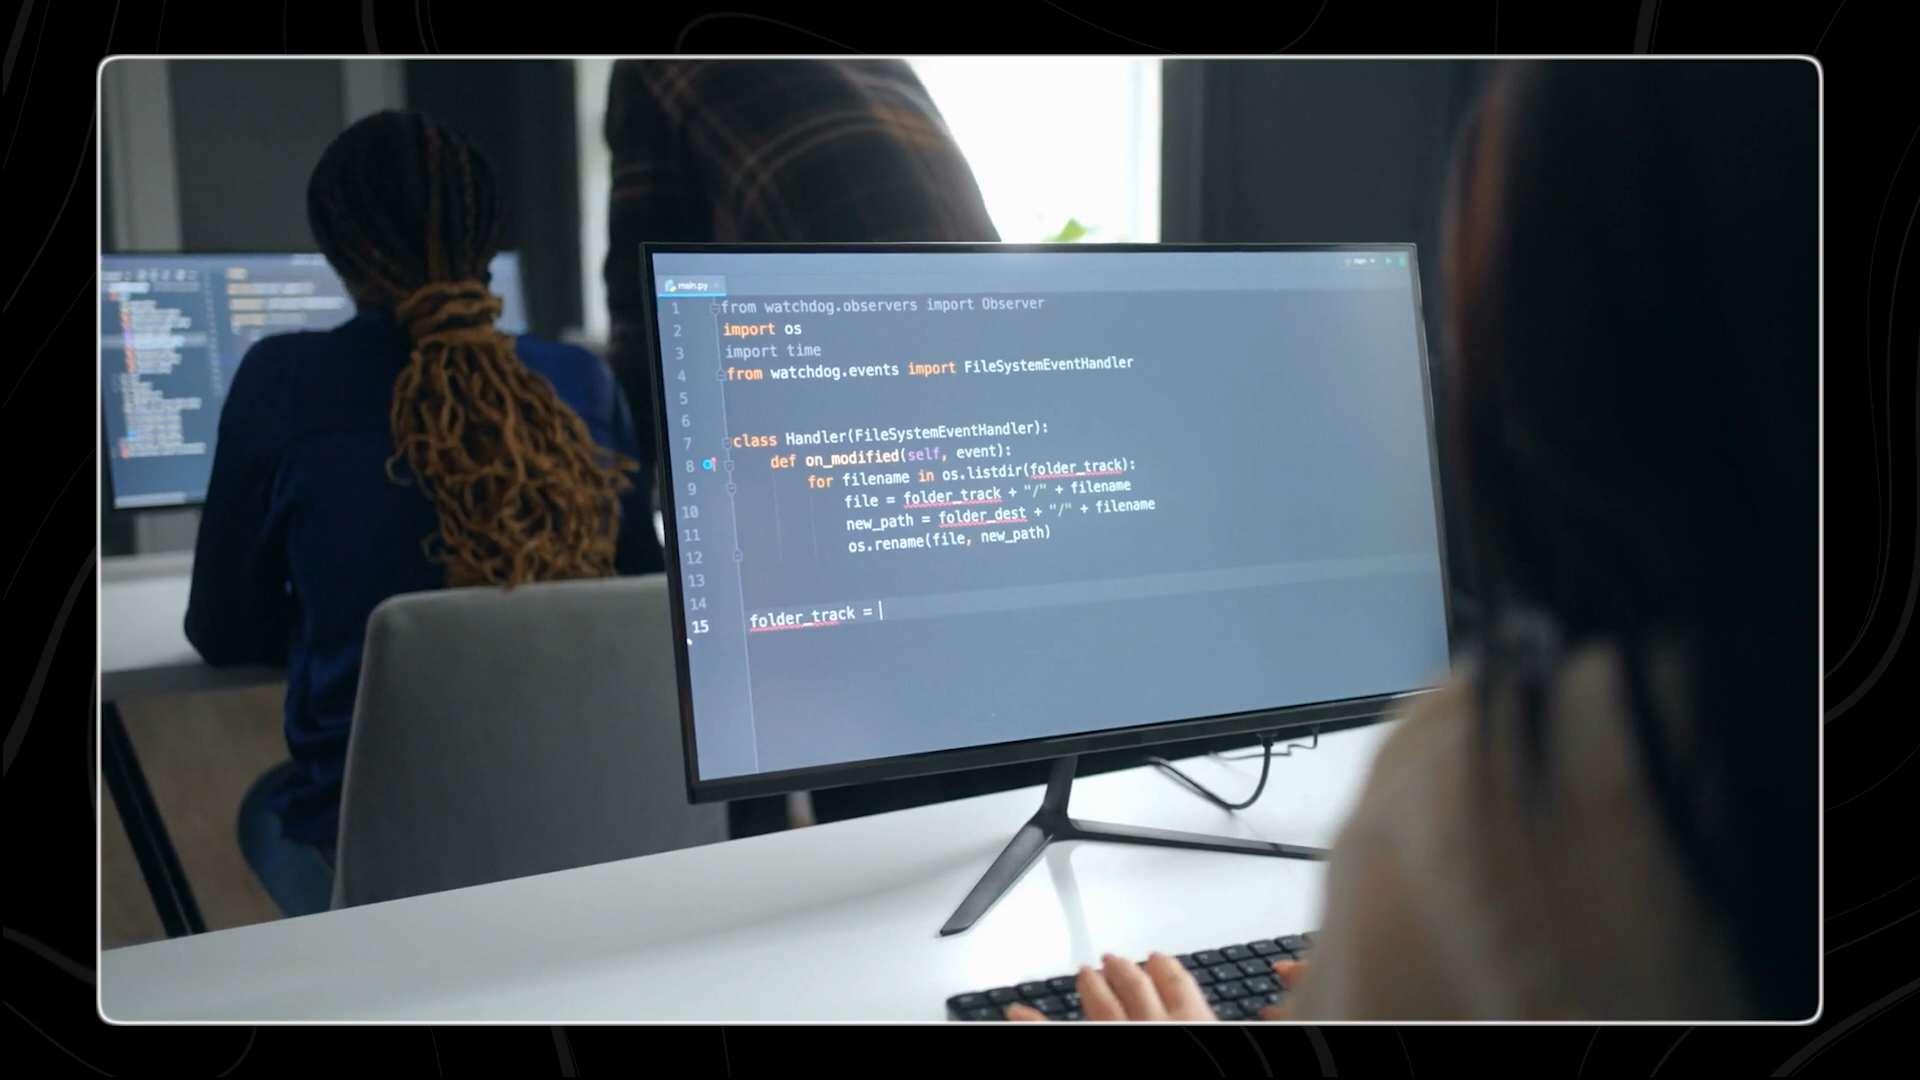 main.py
1 from watchdog.observers import Observer
2 import os
3 import time
4 from watchdog.events import FileSystemEventHandler
5
6
7 class Handler(FileSystemEventHandler):
8 def on_modified(self, event):
9 for filename in os.listdir(folder_track):
10 file = folder_track + "/" + filename
11 new_path = folder_dest + "/" + filename
12 os.rename(file, new_path)
13
14
15 folder_track =